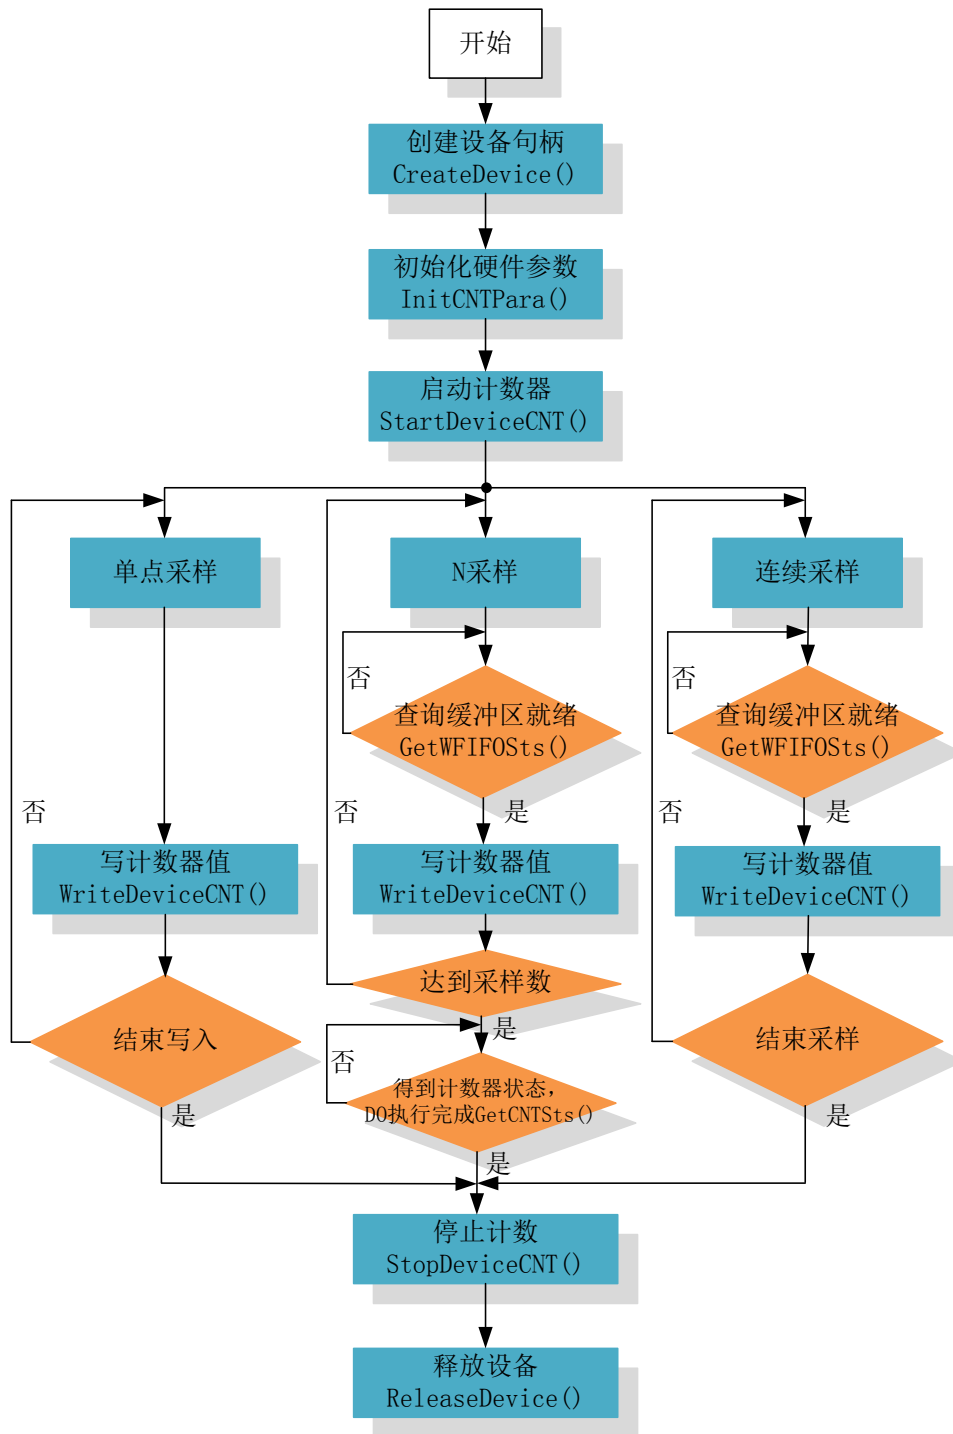 开始
创建设备句柄
CreateDevice()
初始化硬件参数
InitCNTPara()
启动计数器
StartDeviceCNT()
单点采样
N采样
连续采样
否
查询缓冲区就绪
GetWFIFOSts()
是
否
查询缓冲区就绪
GetWFIFOSts()
是
否
否
否
写计数器值
WriteDeviceCNT()
写计数器值
WriteDeviceCNT()
写计数器值
WriteDeviceCNT()
结束写入
是
达到采样数
是
否
得到计数器状态，
DO执行完成GetCNTSts()
是
结束采样
是
停止计数
StopDeviceCNT()
释放设备
ReleaseDevice()